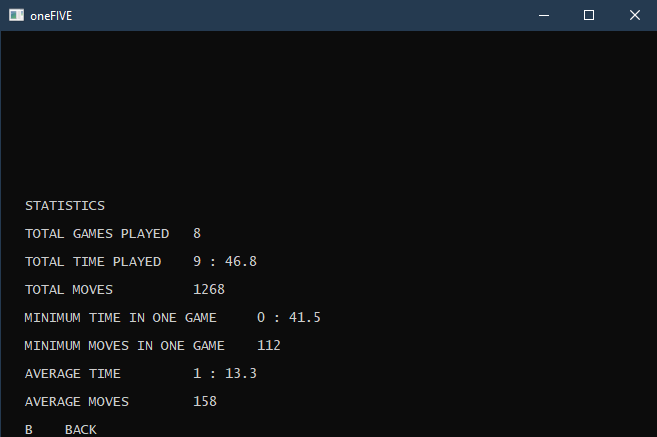 oneFIVE
STATISTICS
TOTAL GAMES PLAYED 8
TOTAL TIME PLAYED 9 : 46.8
TOTAL MOVES 1268
MINIMUM TIME IN ONE GAME 0 : 41.5
MINIMUM MOVES IN ONE GAME 112
AVERAGE TIME 1 : 13.3
AVERAGE MOVES 158
B BACK